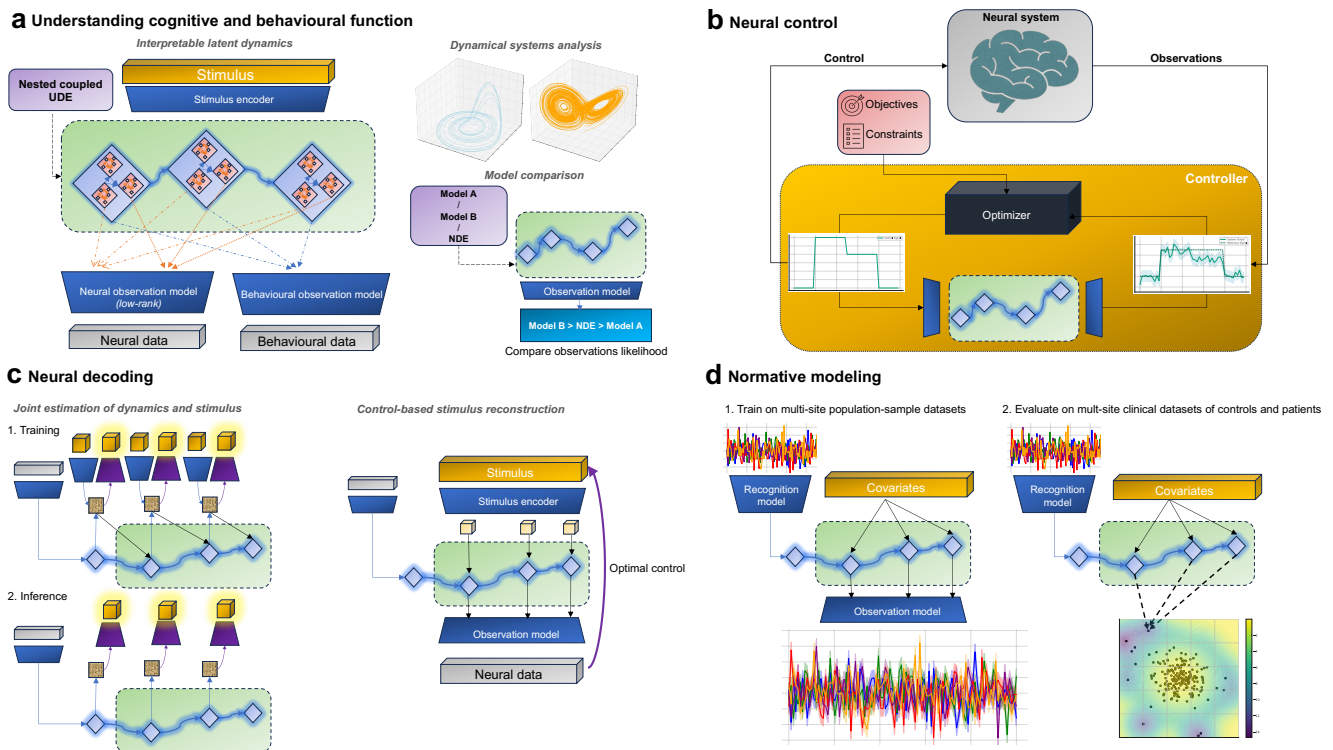 a Understanding cognitive and behavioural function
Interpretable latent dynamics
Nested coupled
UDE
Stimulus
Stimulus encoder
Neural observation model
(low-rank)
Behavioural observation model
Neural data
Behavioural data
Dynamical systems analysis
Model comparison
Model A
/
Model B
/
NDE
Observation model
Model B > NDE > Model A
Compare observations likelihood
b Neural control
Neural system
Control
Observations
Objectives
Constraints
Controller
Optimizer
c Neural decoding
Joint estimation of dynamics and stimulus
1. Training
2. Inference
Control-based stimulus reconstruction
Stimulus
Stimulus encoder
Observation model
Neural data
Optimal control
d Normative modeling
1. Train on multi-site population-sample datasets
Recognition
model
Covariates
Observation model
2. Evaluate on mult-site clinical datasets of controls and patients
Recognition
model
Covariates